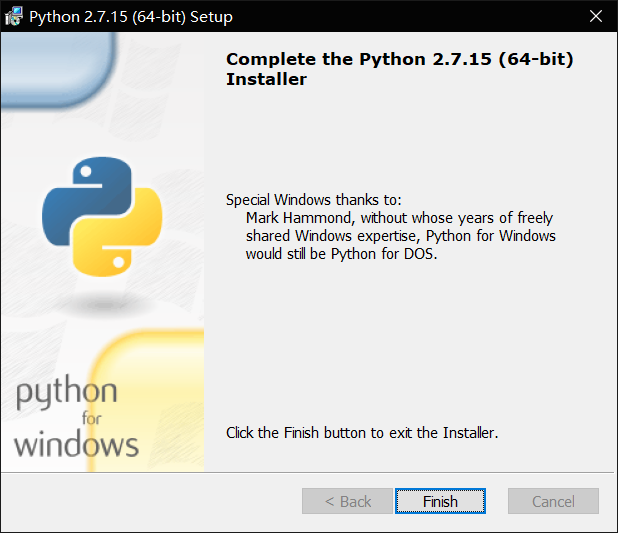 Python 2.7.15 (64-bit) Setup
Complete the Python 2.7.15 (64-bit)
Installer
Special Windows thanks to:
Mark Hammond, without whose years of freely
shared Windows expertise, Python for Windows
would still be Python for DOS.
python
for
windows
Click the Finish button to exit the Installer.
< Back
Finish
Cancel